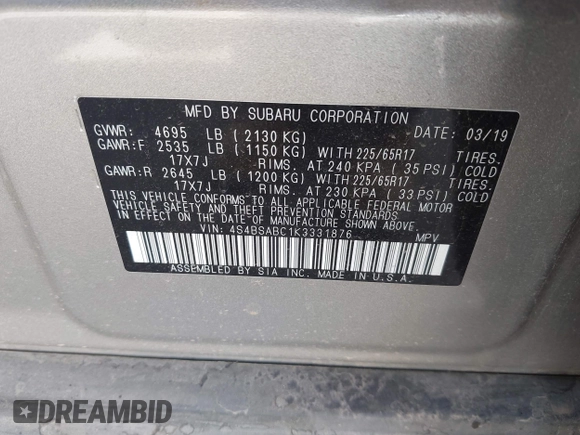 MFD BY SUBARU CORPORATION
GVWR: 4695 LB (2130 KG) DATE: 03/19
GAWR:F 2535 LB (1150 KG) WITH 225/65R17 TIRES.
17X7J RIMS. AT 240 KPA (35 PSI) COLD
GAWR:R 2645 LB (1200 KG) WITH 225/65R17 TIRES.
17X7J RIMS. AT 230 KPA (33 PSI) COLD
THIS VEHICLE CONFORMS TO ALL APPLICABLE FEDERAL MOTOR
VEHICLE SAFETY AND THEFT PREVENTION STANDARDS
IN EFFECT ON THE DATE OF MANUFACTURE SHOWN ABOVE.
VIN: 4S4BSABC1K3331876 MPV
ASSEMBLED BY SIA INC. MADE IN U.S.A.
DREAMBID